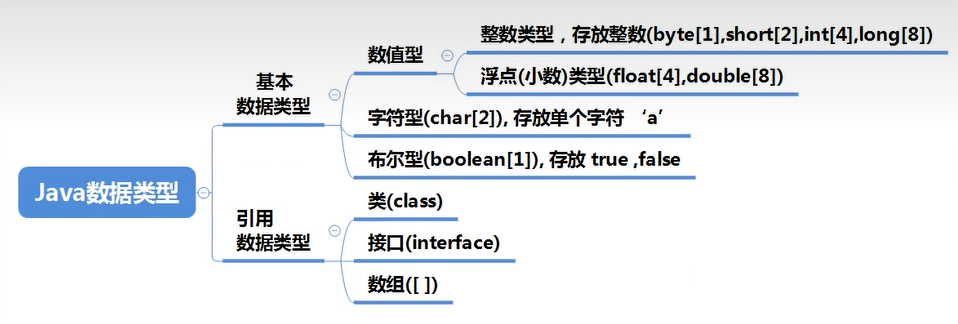 Java数据类型
基本
数据类型
数值型
整数类型，存放整数(byte[1],short[2],int[4],long[8])
浮点(小数)类型(float[4],double[8])
字符型(char[2]), 存放单个字符 ‘a’
布尔型(boolean[1]), 存放 true ,false
引用
数据类型
类(class)
接口(interface)
数组([ ])